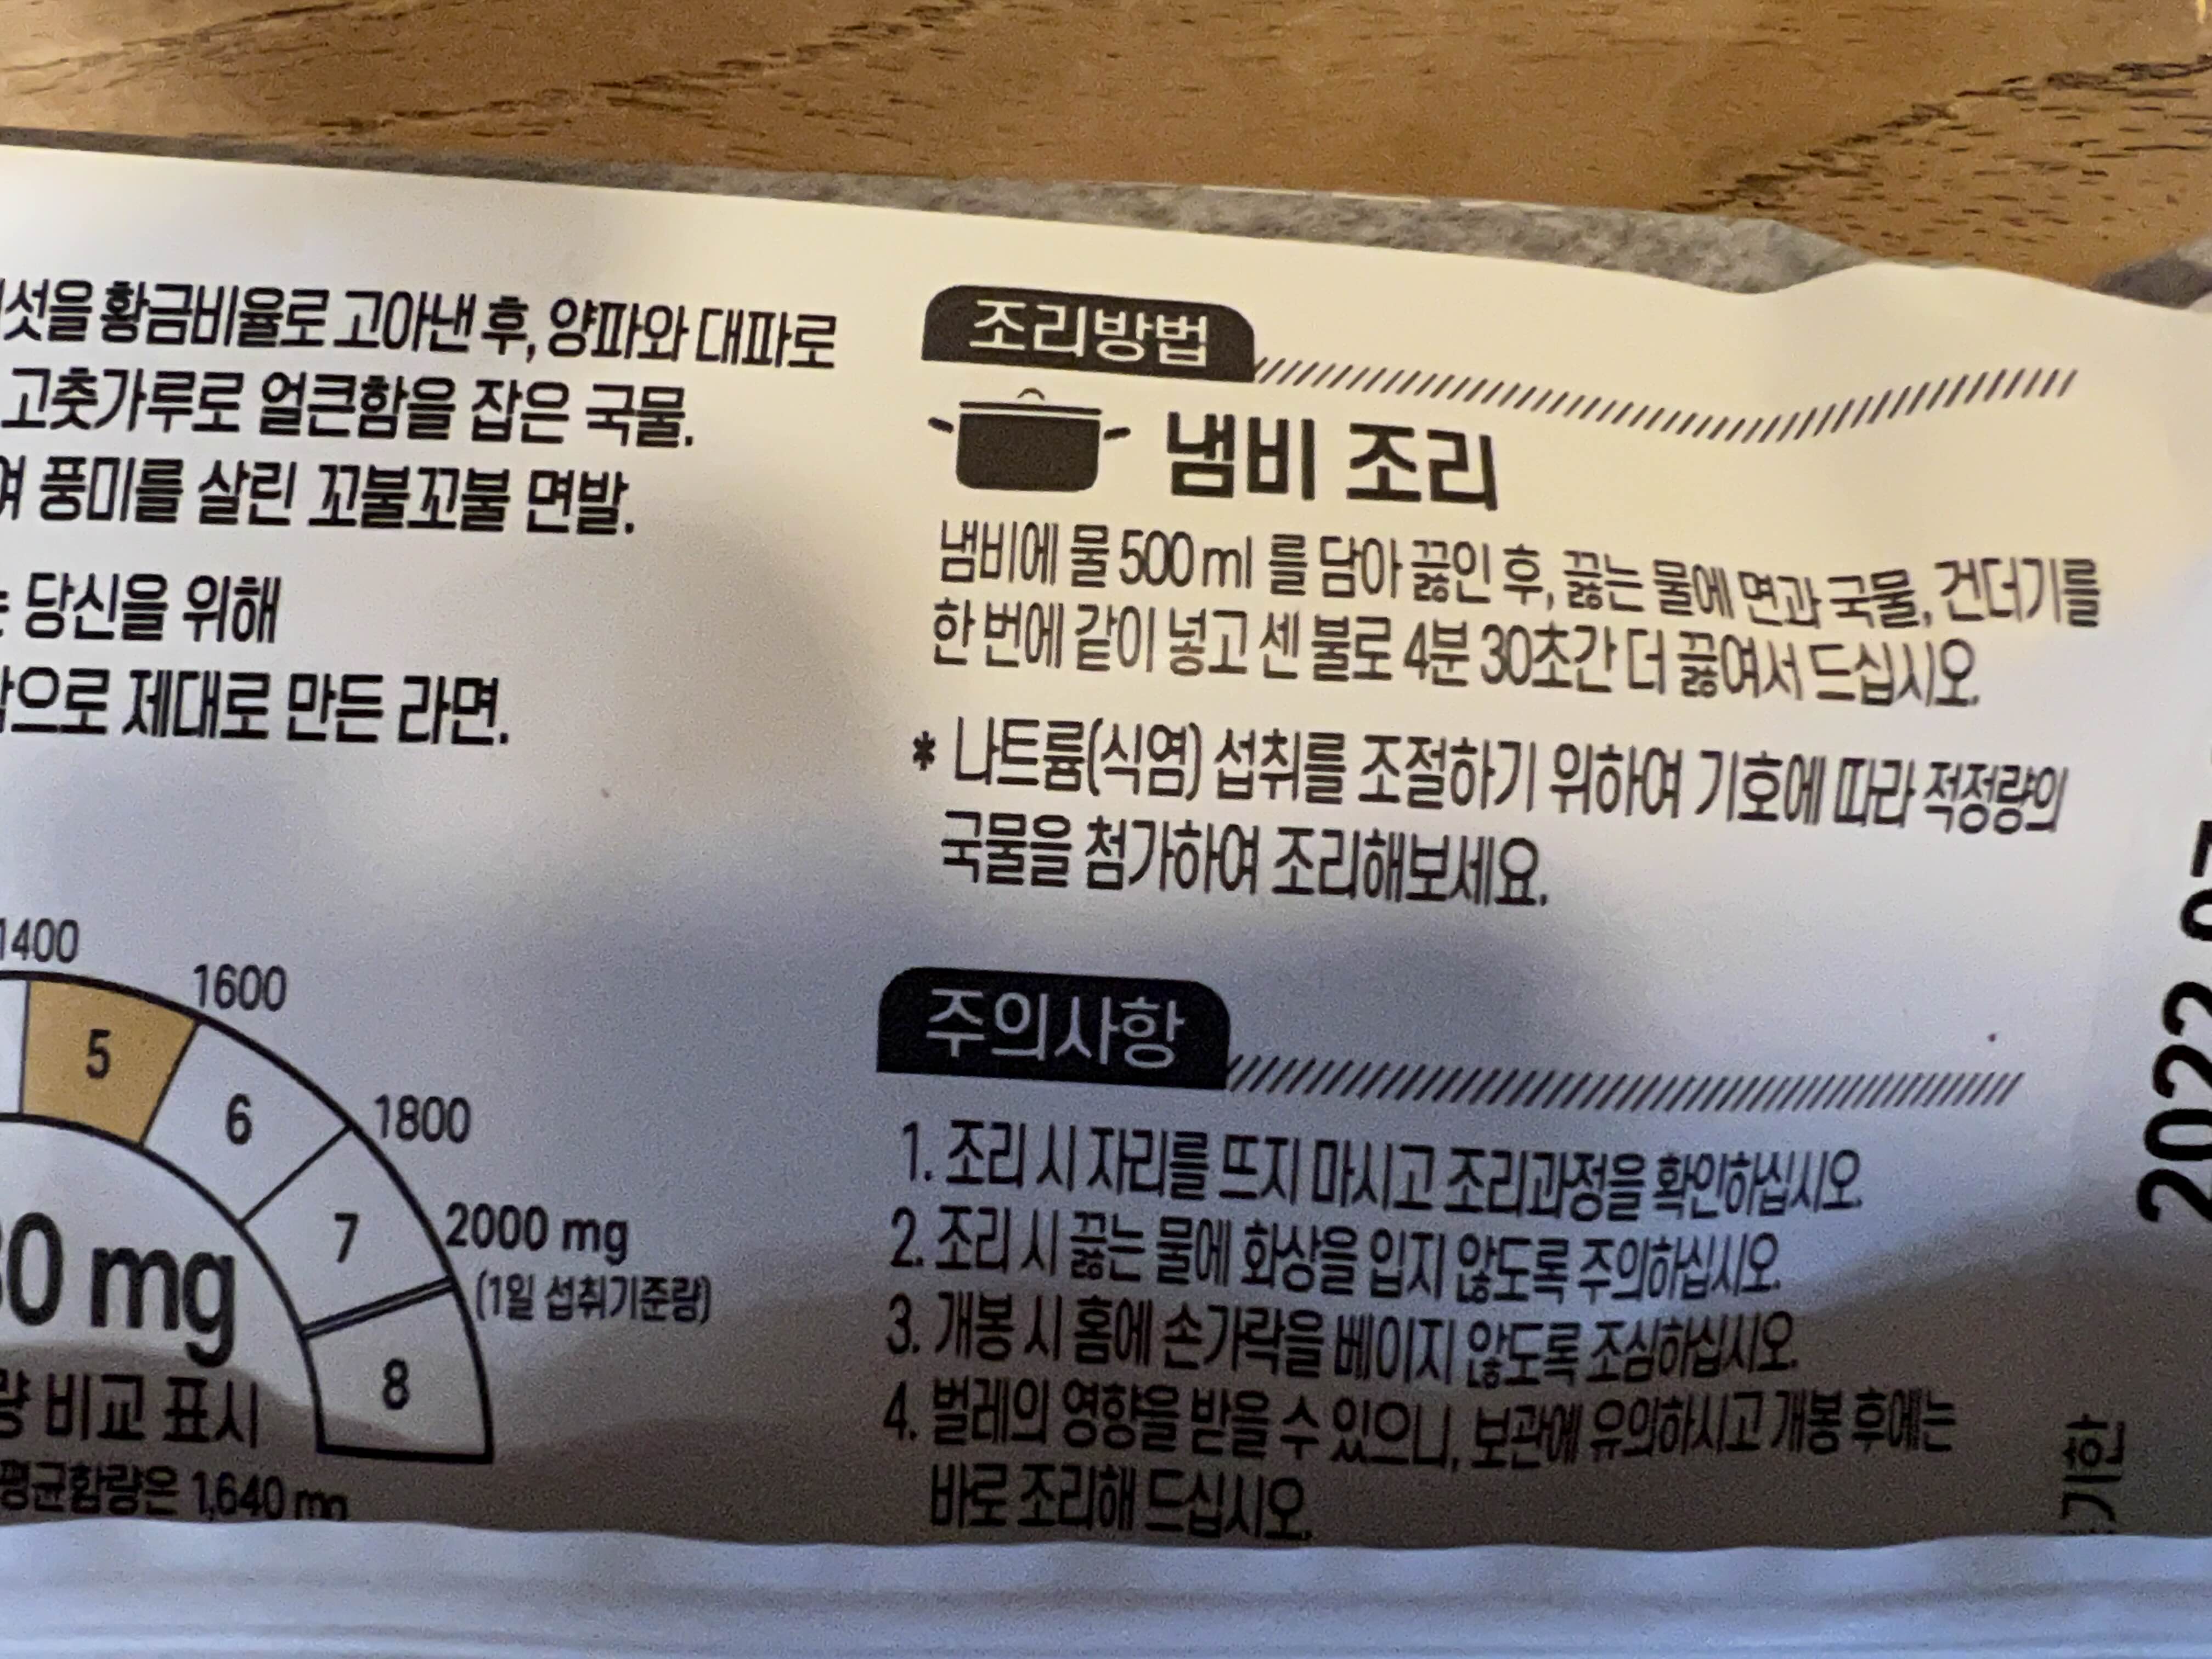 황금비율로 고아낸 후, 양파와 대파로
고춧가루로 얼큰함을 잡은 국물.
풍미를 살린 꼬불꼬불 면발.
당신을 위해
제대로 만든 라면.
1400
1600
1800
2000 mg
(1일 섭취기준량)
5
6
7
8
0 mg
비교 표시
평균함량은 1,640 mg
조리방법
냄비 조리
냄비에 물 500ml 를 담아 끓인 후, 끓는 물에 면과 국물, 건더기를
한 번에 같이 넣고 센 불로 4분 30초간 더 끓여서 드십시오.
* 나트륨(식염) 섭취를 조절하기 위하여 기호에 따라 적정량의
국물을 첨가하여 조리해보세요.
주의사항
1. 조리 시 자리를 뜨지 마시고 조리과정을 확인하십시오.
2. 조리 시 끓는 물에 화상을 입지 않도록 주의하십시오.
3. 개봉 시 홈에 손가락을 베이지 않도록 조심하십시오.
4. 벌레의 영향을 받을 수 있으니, 보관에 유의하시고 개봉 후에는
바로 조리해 드십시오.
2022
기한